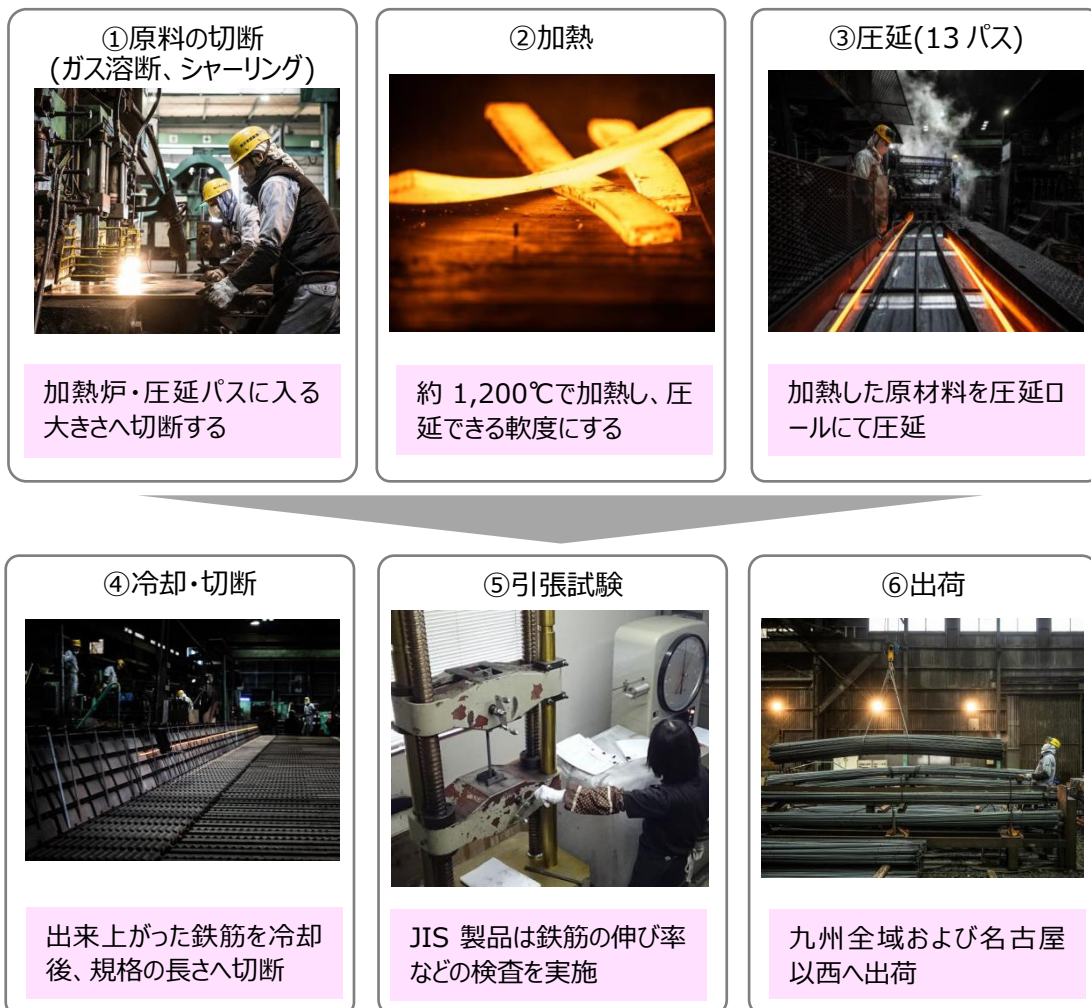 ①原料の切断
(ガス溶断、シャーリング)
②加熱
③圧延(13 パス)
加熱炉・圧延パスに入る
大きさへ切断する
約 1,200℃で加熱し、圧
延できる軟度にする
加熱した原材料を圧延ロ
ールにて圧延
④冷却・切断
⑤引張試験
⑥出荷
出来上がった鉄筋を冷却
後、規格の長さへ切断
JIS 製品は鉄筋の伸び率
などの検査を実施
九州全域および名古屋
以西へ出荷